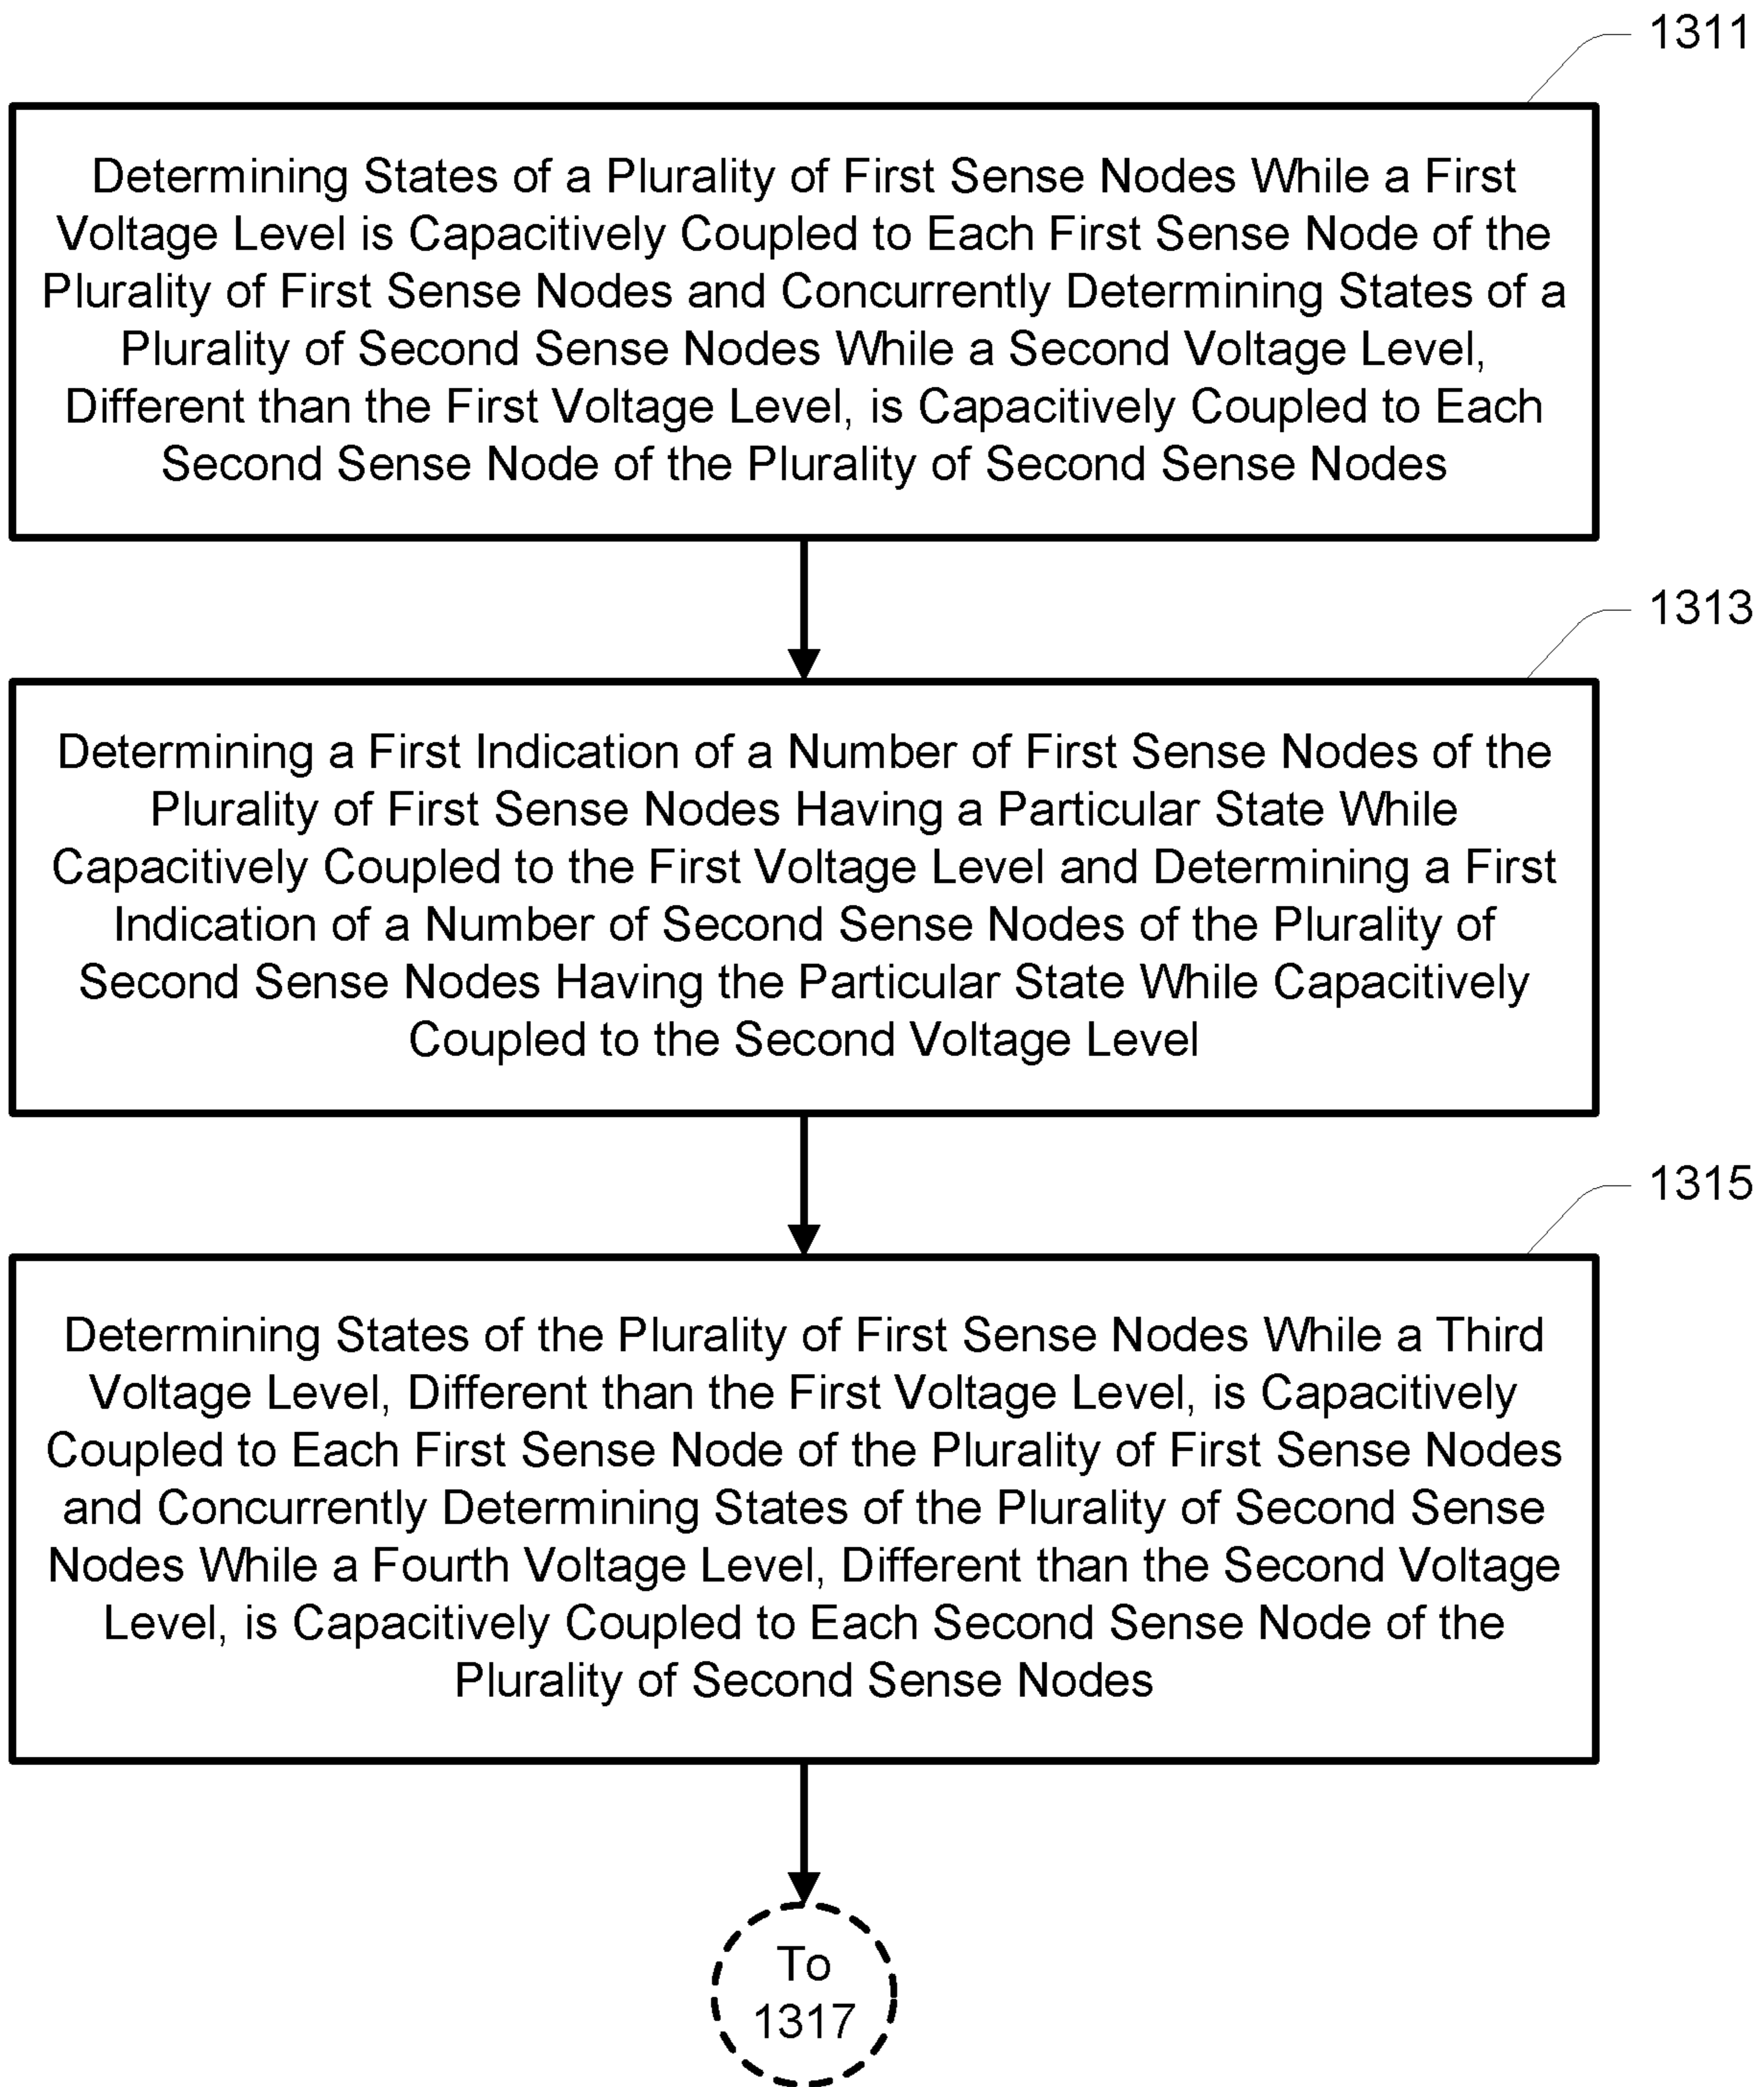 1311
Determining States of a Plurality of First Sense Nodes While a First
Voltage Level is Capacitively Coupled to Each First Sense Node of the
Plurality of First Sense Nodes and Concurrently Determining States of a
Plurality of Second Sense Nodes While a Second Voltage Level,
Different than the First Voltage Level, is Capacitively Coupled to Each
Second Sense Node of the Plurality of Second Sense Nodes
1313
Determining a First Indication of a Number of First Sense Nodes of the
Plurality of First Sense Nodes Having a Particular State While
Capacitively Coupled to the First Voltage Level and Determining a First
Indication of a Number of Second Sense Nodes of the Plurality of
Second Sense Nodes Having the Particular State While Capacitively
Coupled to the Second Voltage Level
1315
Determining States of the Plurality of First Sense Nodes While a Third
Voltage Level, Different than the First Voltage Level, is Capacitively
Coupled to Each First Sense Node of the Plurality of First Sense Nodes
and Concurrently Determining States of the Plurality of Second Sense
Nodes While a Fourth Voltage Level, Different than the Second Voltage
Level, is Capacitively Coupled to Each Second Sense Node of the
Plurality of Second Sense Nodes
To
1317